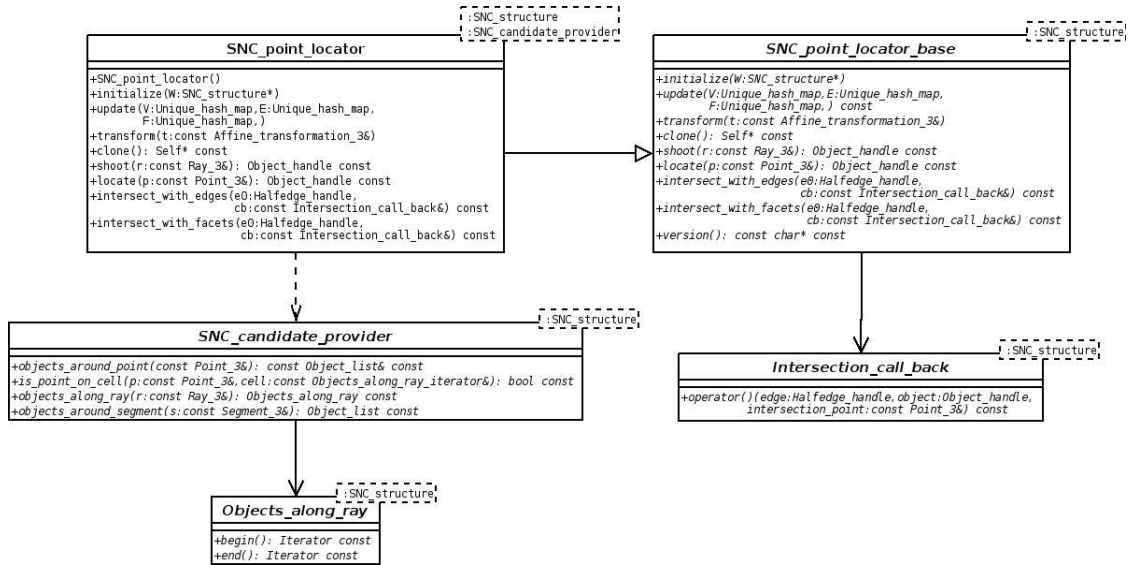 :SNC_structure
:SNC_candidate_provider
SNC_point_locator
+SNC_point_locator()
+initialize(W:SNC_structure*)
+update(V:Unique_hash_map,E:Unique_hash_map,
F:Unique_hash_map,)
+transform(t:const Affine_transformation_3&)
+clone(): Self* const
+shoot(r:const Ray_3&): Object_handle const
+locate(p:const Point_3&): Object_handle const
+intersect_with_edges(e0:Halfedge_handle,
cb:const Intersection_call_back&) const
+intersect_with_facets(e0:Halfedge_handle,
cb:const Intersection_call_back&) const
:SNC_structure
SNC_point_locator_base
+initialize(W:SNC_structure*)
+update(V:Unique_hash_map,E:Unique_hash_map,
F:Unique_hash_map,) const
+transform(t:const Affine_transformation_3&)
+clone(): Self* const
+shoot(r:const Ray_3&): Object_handle const
+locate(p:const Point_3&): Object_handle const
+intersect_with_edges(e0:Halfedge_handle,
cb:const Intersection_call_back&) const
+intersect_with_facets(e0:Halfedge_handle,
cb:const Intersection_call_back&) const
+version(): const char* const
:SNC_structure
SNC_candidate_provider
+objects_around_point(const Point_3&): const Object_list& const
+is_point_on_cell(p:const Point_3&,cell:const Objects_along_ray_iterator&): bool const
+objects_along_ray(r:const Ray_3&): Objects_along_ray const
+objects_around_segment(s:const Segment_3&): Object_list const
:SNC_structure
Intersection_call_back
+operator()(edge:Halfedge_handle,object:Object_handle,
intersection_point:const Point_3&) const
:SNC_structure
Objects_along_ray
+begin(): Iterator const
+end(): Iterator const